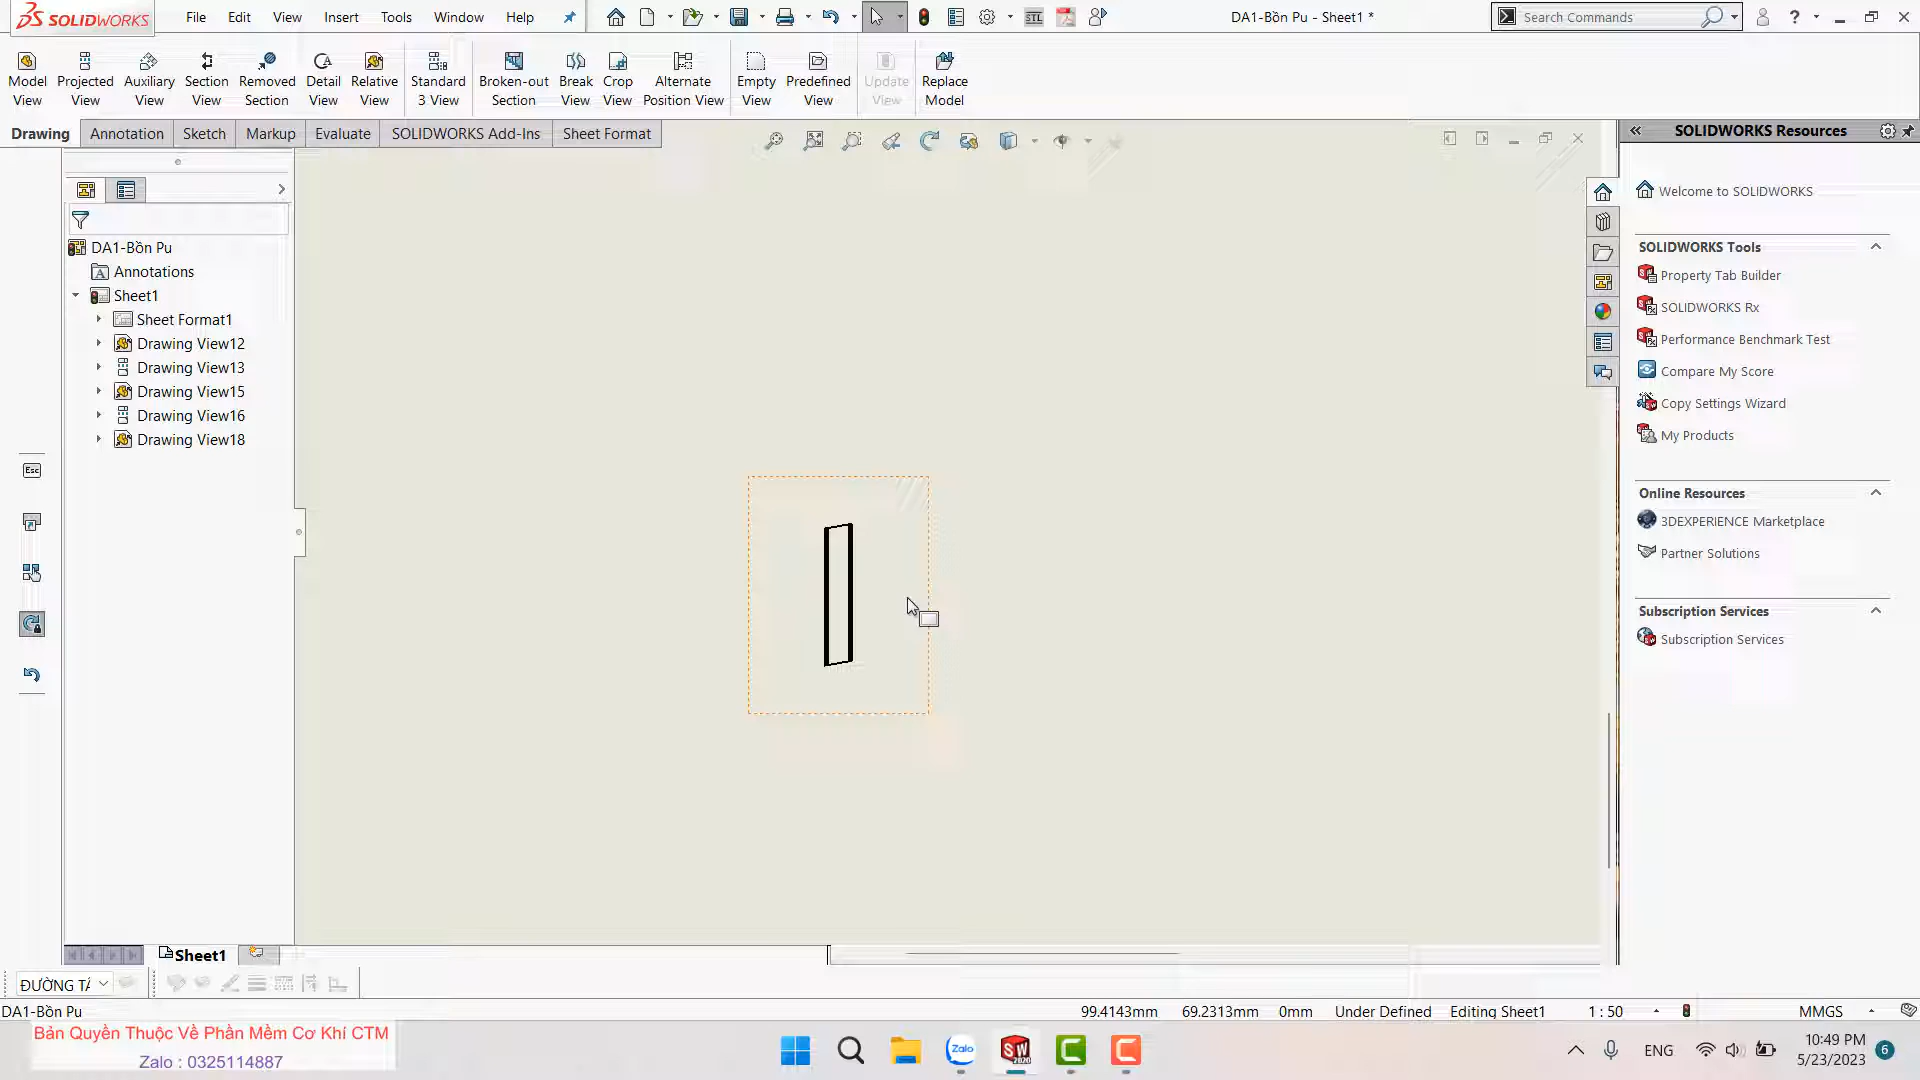 SOLIDWORKS
File Edit View Insert Tools Window Help
STL
DA1-Bồn Pu - Sheet1 *
Search Commands
?
Model View
Projected View
Auxiliary View
Section View
Removed Section
Detail View
Relative View
Standard 3 View
Broken-out Section
Break View
Crop View
Alternate Position View
Empty View
Predefined View
Update View
Replace Model
Drawing Annotation Sketch Markup Evaluate SOLIDWORKS Add-Ins Sheet Format
SOLIDWORKS Resources
DA1-Bồn Pu
Annotations
Sheet1
Sheet Format1
Drawing View12
Drawing View13
Drawing View15
Drawing View16
Drawing View18
Esc
Welcome to SOLIDWORKS
SOLIDWORKS Tools
Property Tab Builder
SOLIDWORKS Rx
Performance Benchmark Test
Compare My Score
Copy Settings Wizard
My Products
Online Resources
3DEXPERIENCE Marketplace
Partner Solutions
Subscription Services
Subscription Services
Sheet1
ĐƯỜNG TÂ
DA1-Bồn Pu
99.4143mm 69.2313mm 0mm Under Defined Editing Sheet1 1 : 50 MMGS
Bản Quyền Thuộc Về Phần Mềm Cơ Khí CTM
Zalo : 0325114887
Zalo
SW 2020
ENG
10:49 PM
5/23/2023
6